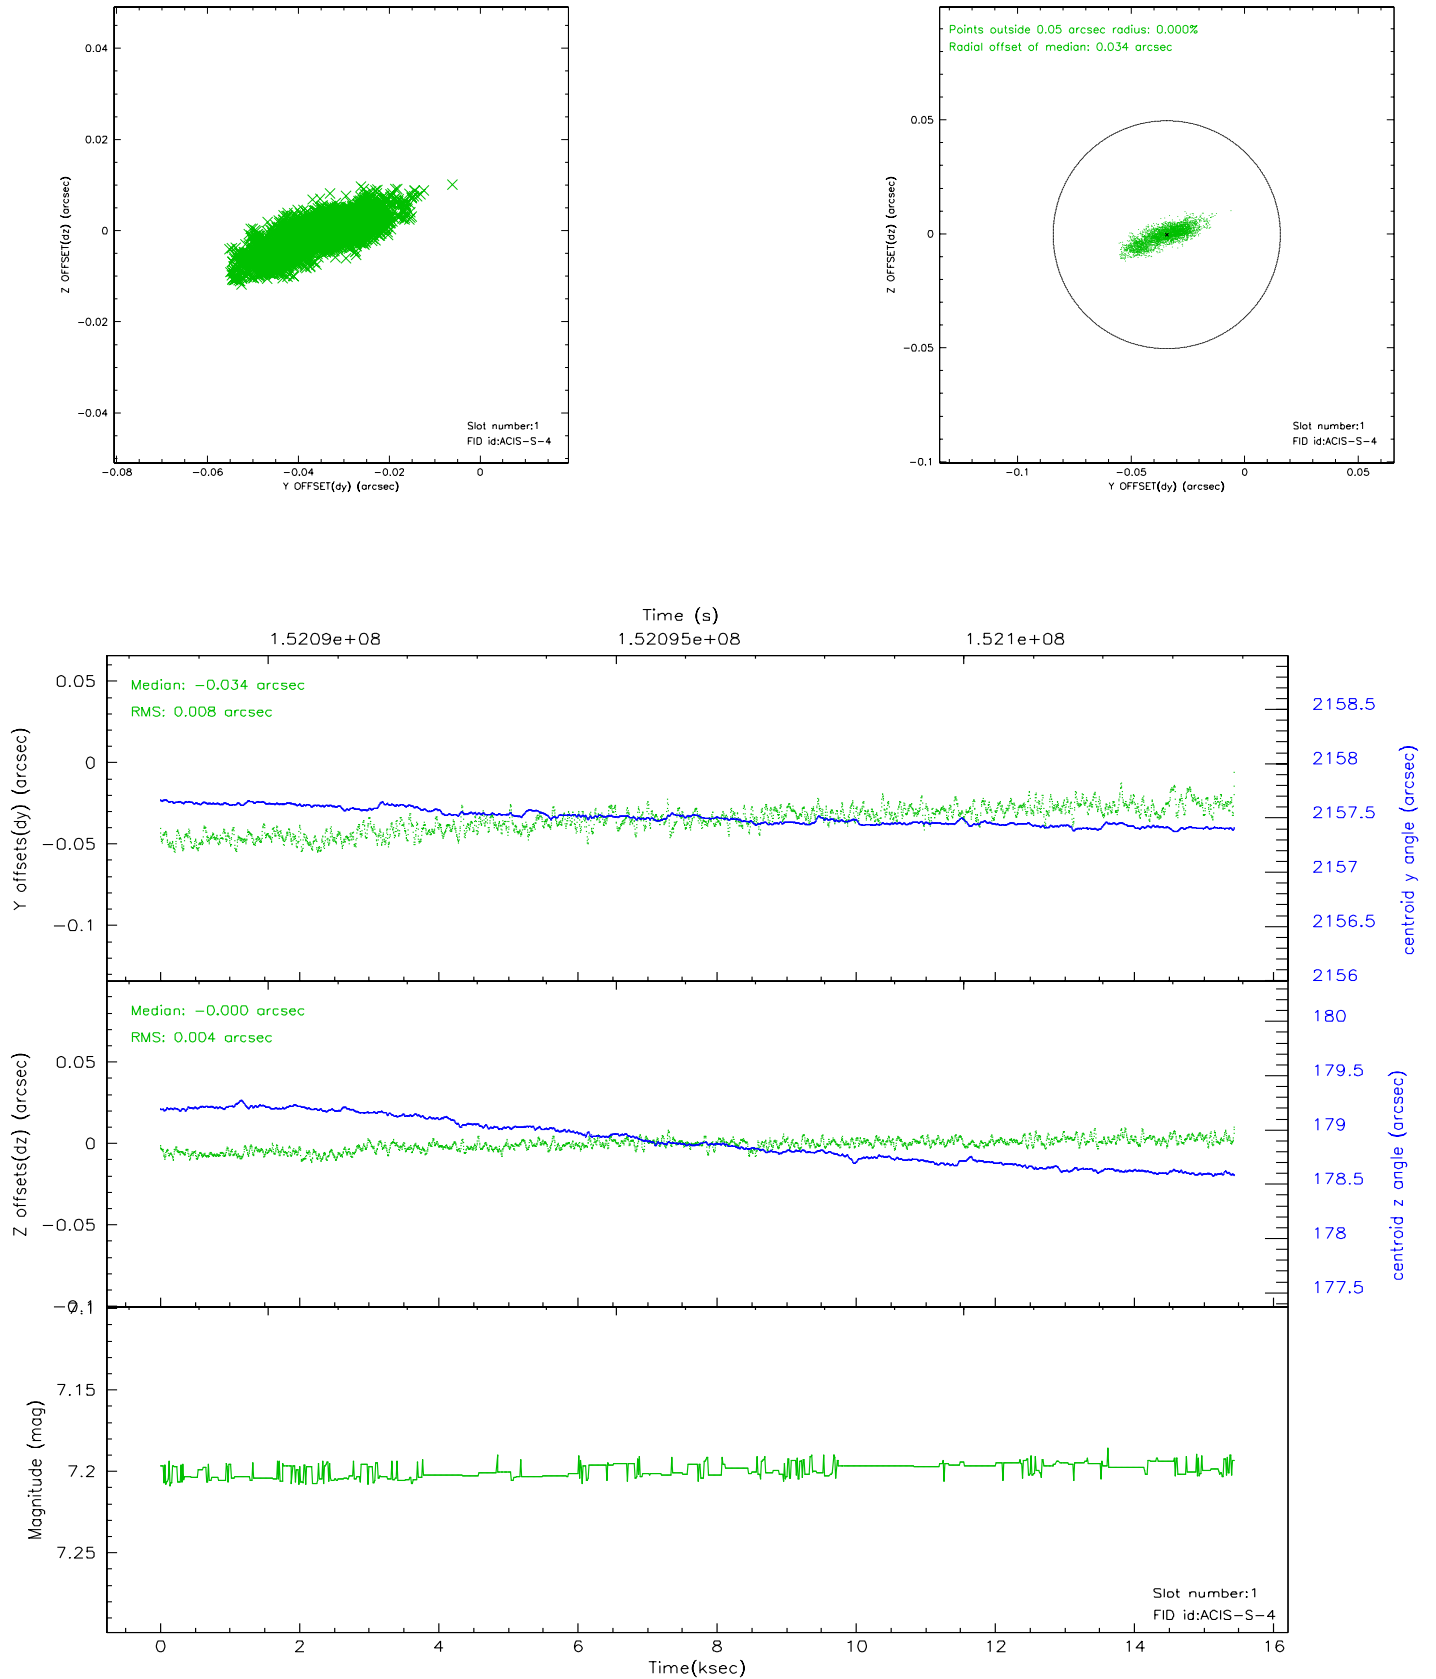 0.04
0.02
0
−0.02
−0.04
Z OFFSET(dz) (arcsec)
−0.08
−0.06
−0.04
−0.02
0
Y OFFSET(dy) (arcsec)
Slot number:1
FID id:ACIS−S−4
Points outside 0.05 arcsec radius: 0.000%
Radial offset of median: 0.034 arcsec
0.05
0
−0.05
−0.1
Z OFFSET(dz) (arcsec)
−0.1
−0.05
0
0.05
Y OFFSET(dy) (arcsec)
Slot number:1
FID id:ACIS−S−4
Time (s)
1.5209e+08
1.52095e+08
1.521e+08
Median: −0.034 arcsec
RMS: 0.008 arcsec
0.05
0
−0.05
−0.1
Y offsets(dy) (arcsec)
2158.5
2158
2157.5
2157
2156.5
2156
centroid y angle (arcsec)
Median: −0.000 arcsec
RMS: 0.004 arcsec
0.05
0
−0.05
−0.1
Z offsets(dz) (arcsec)
180
179.5
179
178.5
178
177.5
centroid z angle (arcsec)
7.1
7.15
7.2
7.25
Magnitude (mag)
Slot number:1
FID id:ACIS−S−4
0
2
4
6
8
10
12
14
16
Time(ksec)